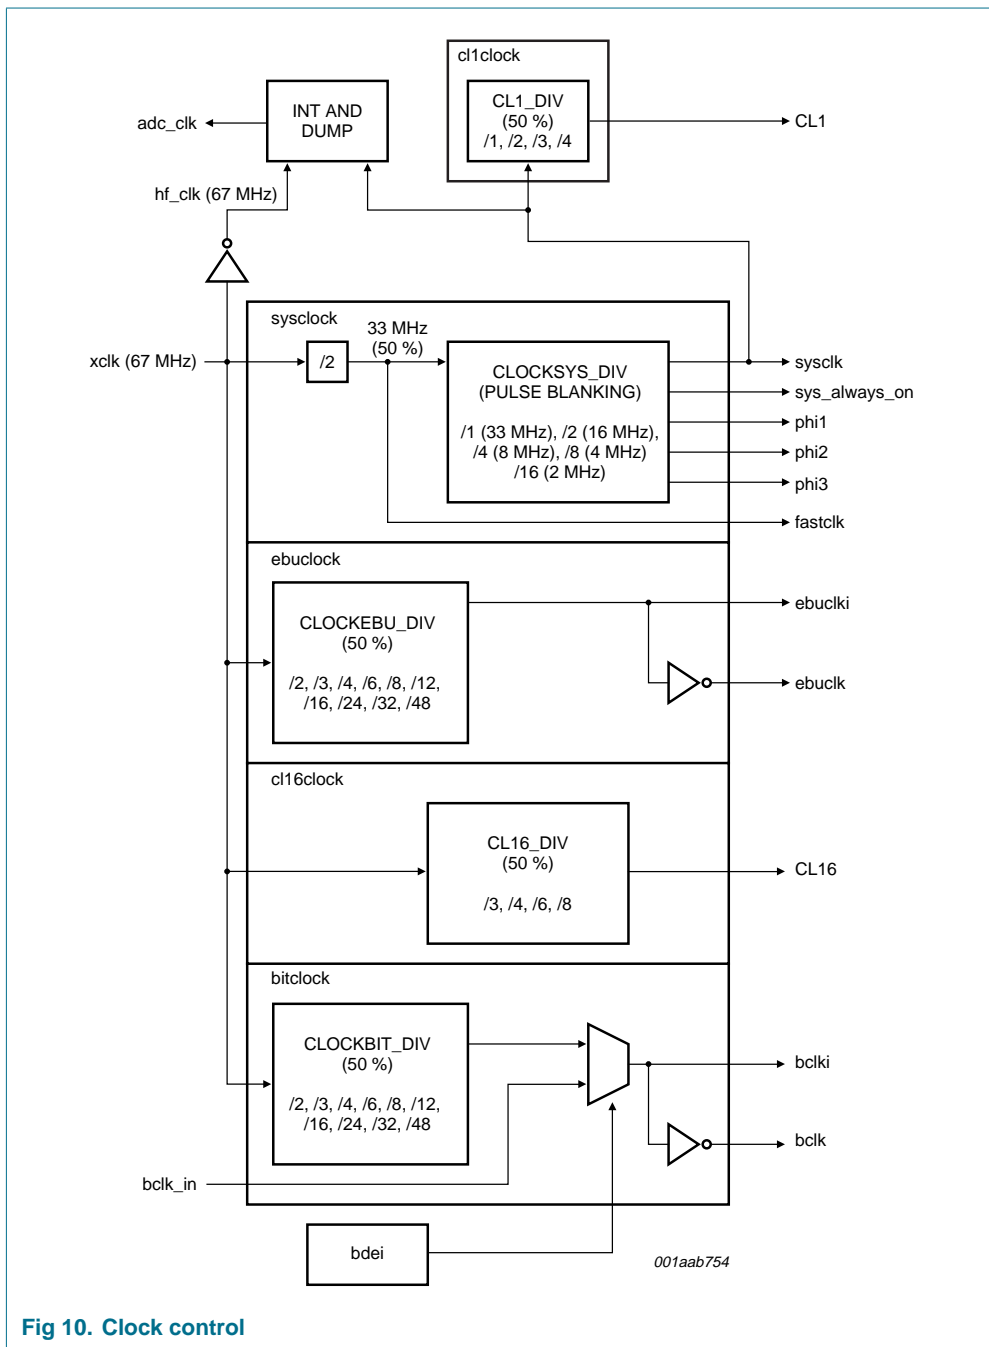 cl1clock
INT AND
DUMP
CL1_DIV
(50 %)
/1, /2, /3, /4
adc_clk
CL1
hf_clk (67 MHz)
sysclock
33 MHz
(50 %)
xclk (67 MHz)
/2
CLOCKSYS_DIV
(PULSE BLANKING)
/1 (33 MHz), /2 (16 MHz),
/4 (8 MHz), /8 (4 MHz)
/16 (2 MHz)
sysclk
sys_always_on
phi1
phi2
phi3
fastclk
ebuclock
CLOCKEBU_DIV
(50 %)
/2, /3, /4, /6, /8, /12,
/16, /24, /32, /48
ebuclki
ebuclk
cl16clock
CL16_DIV
(50 %)
/3, /4, /6, /8
CL16
bitclock
CLOCKBIT_DIV
(50 %)
/2, /3, /4, /6, /8, /12,
/16, /24, /32, /48
bclki
bclk
bclk_in
bdei
001aab754
Fig 10. Clock control